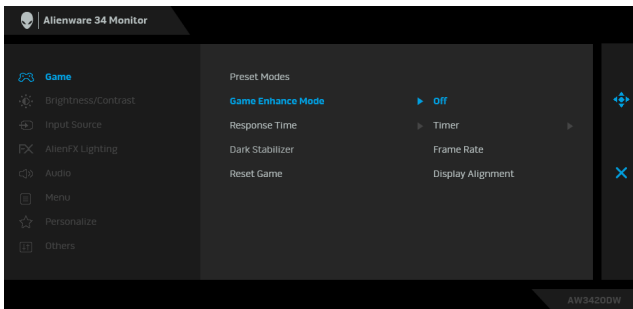 Alienware 34 Monitor
Game
Brightness/Contrast
Input Source
FX AlienFX Lighting
Audio
Menu
Personalize
Others
Preset Modes
Game Enhance Mode
Response Time
Dark Stabilizer
Reset Game
Off
Timer
Frame Rate
Display Alignment
AW3420DW